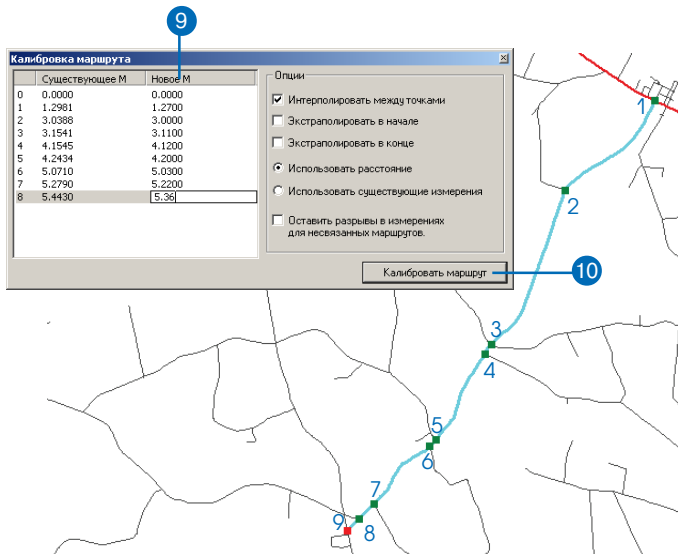 9
Калибровка маршрута
Существующее М Новое М
0 0.0000 0.0000
1 1.2981 1.2700
2 3.0388 3.0000
3 3.1541 3.1100
4 4.1545 4.1200
5 4.2434 4.2000
6 5.0710 5.0300
7 5.2790 5.2200
8 5.4430 5.36
Опции
Интерполировать между точками
Экстраполировать в начале
Экстраполировать в конце
Использовать расстояние
Использовать существующие измерения
Оставить разрывы в измерениях
для несвязанных маршрутов.
Калибровать маршрут
10
1
2
3
4
5
6
7
8
9